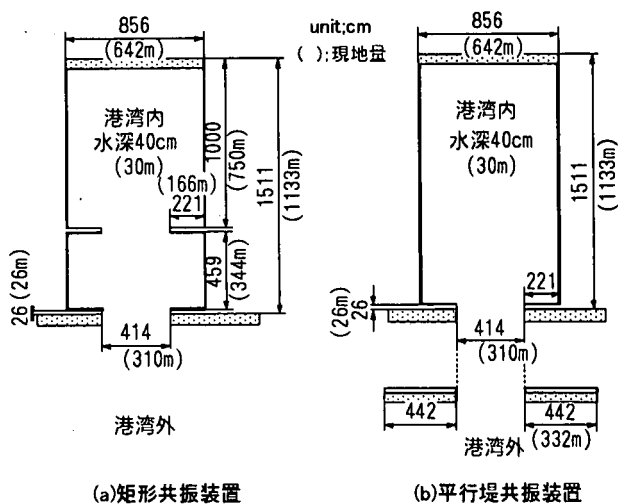 unit;cm
( );現地量
856
(642m)
港湾内
水深40cm
(30m)
1000
(750m)
(166m)
221
1511
(1133m)
459
(344m)
26 (26m)
414
(310m)
港湾外
(a)矩形共振装置
856
(642m)
港湾内
水深40cm
(30m)
1511
(1133m)
221
26
(26m)
414
(310m)
442
442
(332m)
港湾外
(b)平行堤共振装置